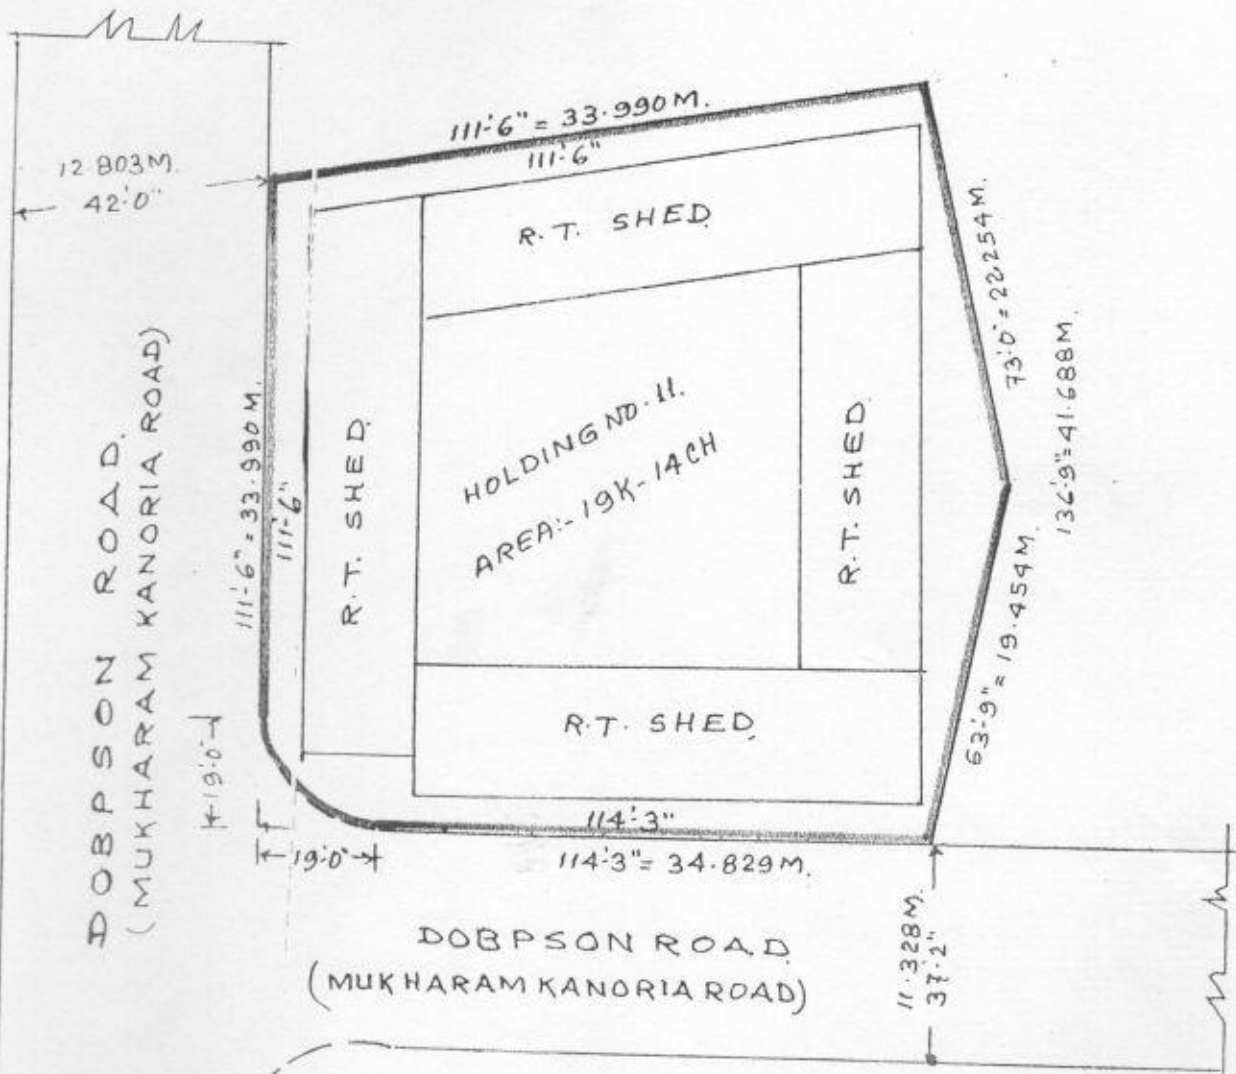 111'-6" = 33.990M.
111'-6"
12.803M.
42'-0"
R.T. SHED
73'-0" = 22.254M.
136'-9" = 41.688M.
63'-9" = 19.454M.
HOLDING NO-11.
AREA:- 19K-14CH
R.T. SHED
R.T. SHED
111'-6" = 33.990M.
111'-6"
DOBPSON ROAD.
(MUKHARAM KANORIA ROAD)
R.T. SHED
19'-0"
114'-3"
19'-0"
114'-3" = 34.829M.
DOBPSON ROAD
(MUKHARAM KANORIA ROAD)
11.328M.
37'-2"